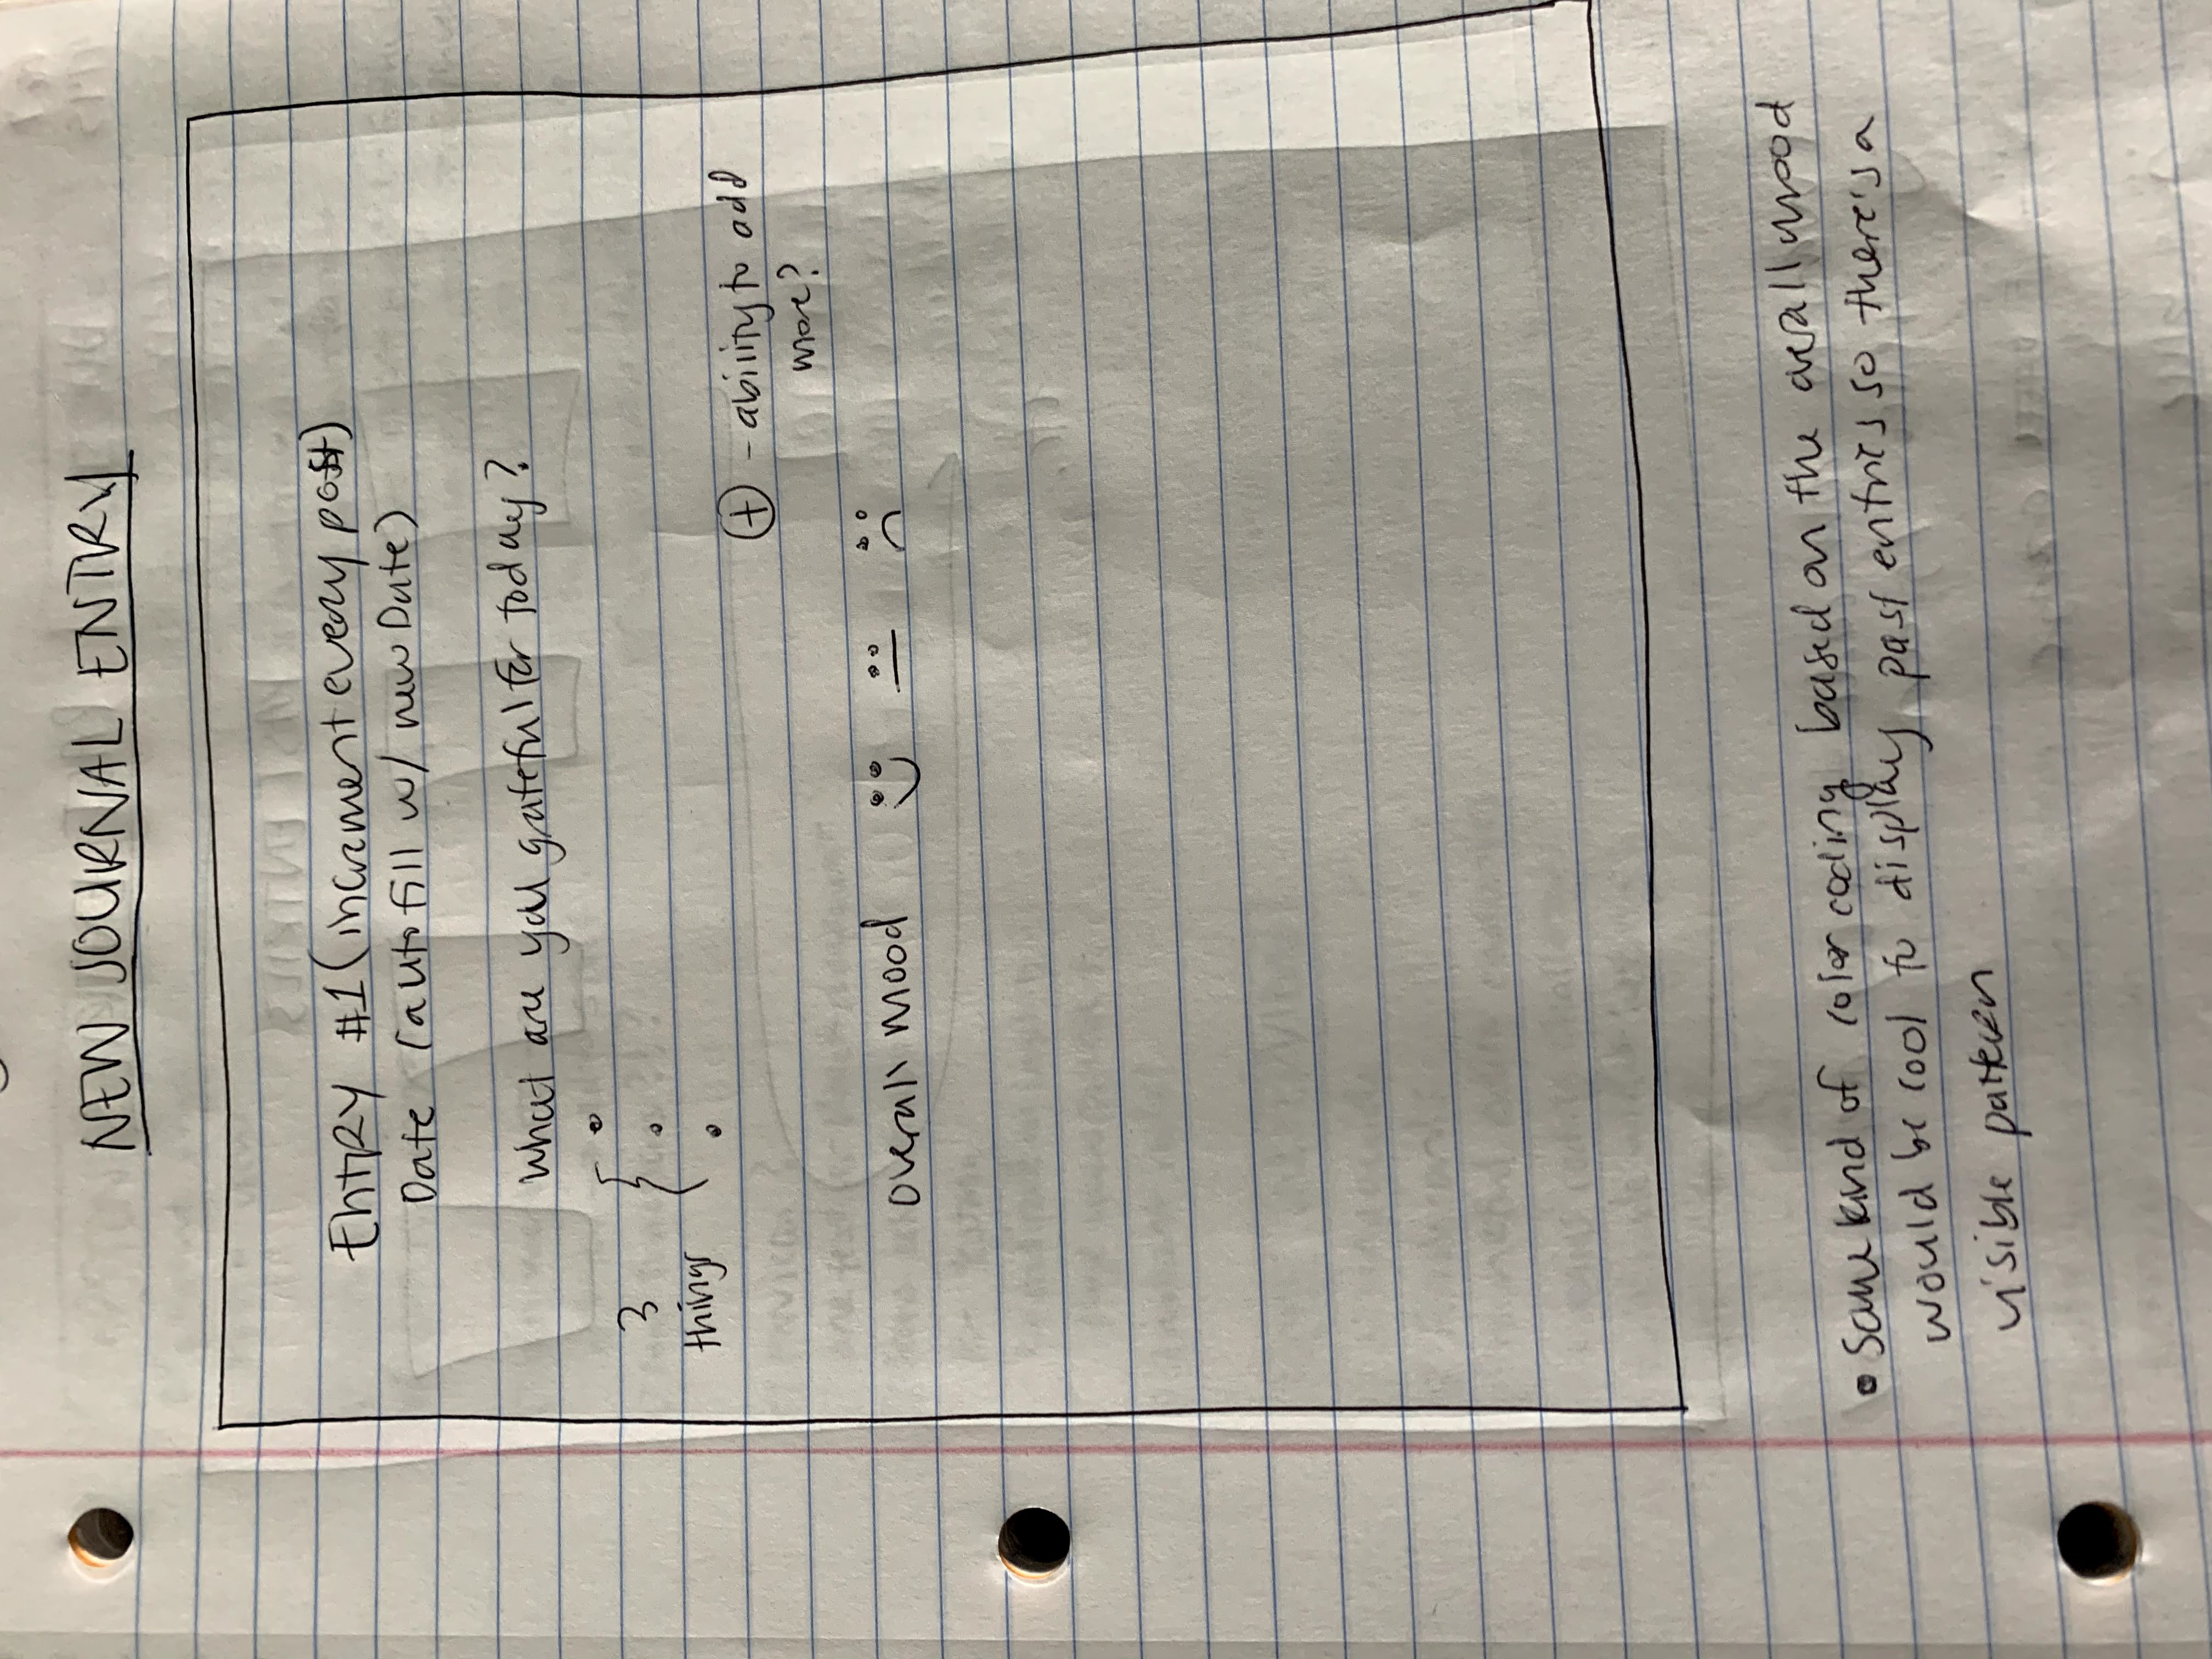 NEW JOURNAL ENTRY
Entry #1 (increment every post)
Date (autofill w/ new Date)
What are you grateful for today?
3
things
+ - ability to add
more?
overall mood
• Some kind of color coding based on the overall mood
would be cool to display past entries so there's a
visible pattern